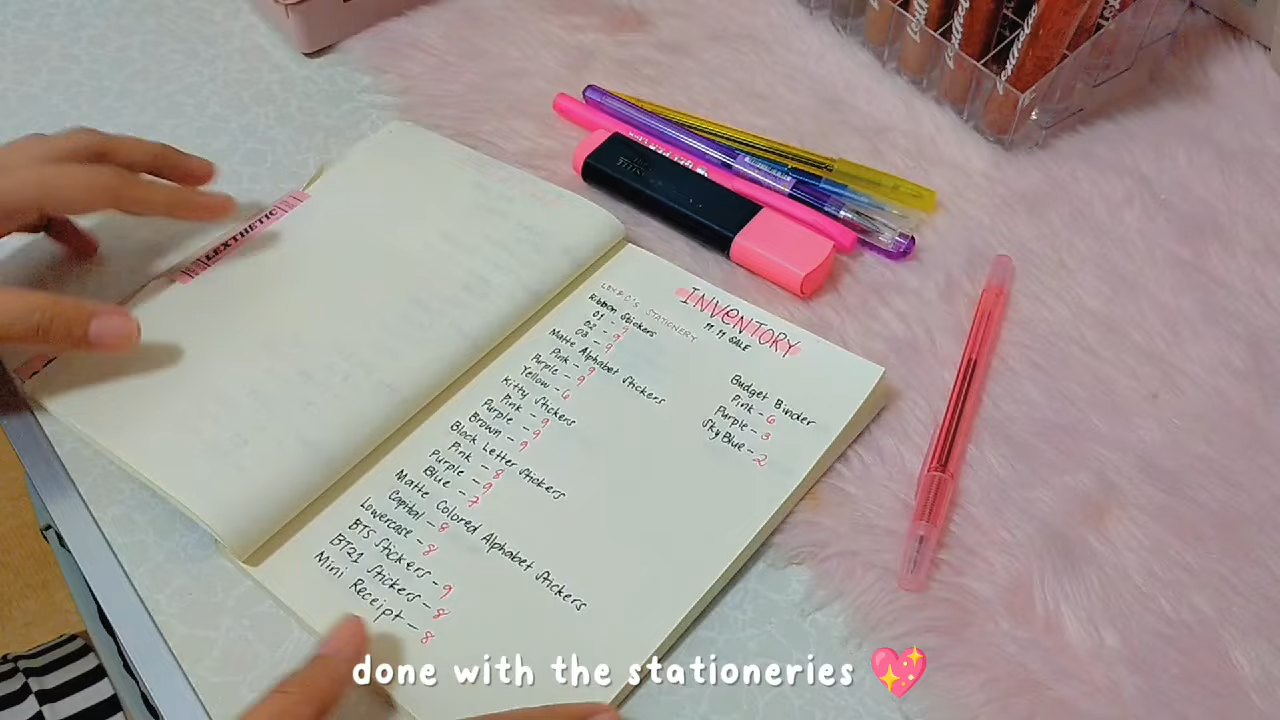 LEXTHETIC
INVENTORY
11.11 SALE
STATIONERY
Ribbon Stickers
01 - 9
02 - 9
03 - 9
Matte Alphabet Stickers
Pink - 9
Purple - 9
Yellow - 6
Kitty Stickers
Pink - 9
Purple - 9
Brown - 9
Block Letter Stickers
Pink - 8
Purple - 9
Blue - 7
Matte Colored Alphabet Stickers
Capital - 8
Lowercase - 8
BTS Stickers - 9
BT21 Stickers - 8
Mini Receipt - 8
Budget Binder
Pink - 6
Purple - 3
Sky Blue - 2
done with the stationeries 💖